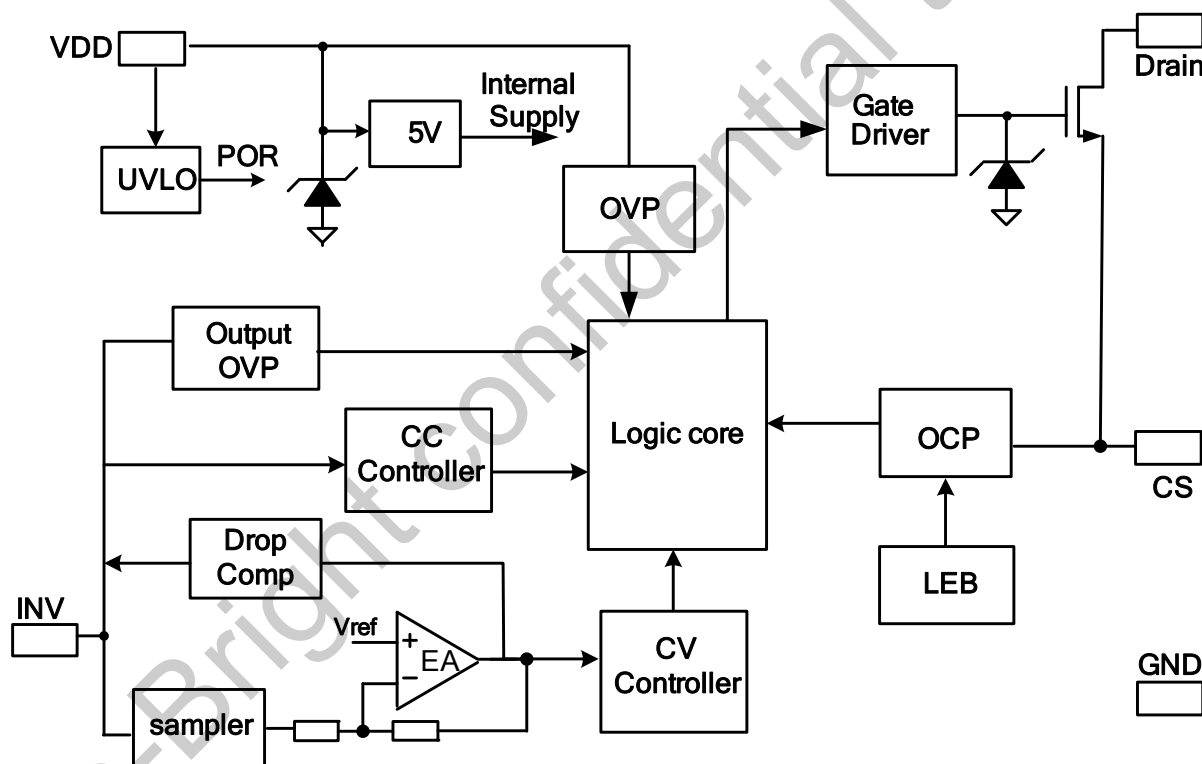 VDD
Internal
Supply
5V
POR
UVLO
OVP
Gate
Driver
Drain
Output
OVP
CC
Controller
Logic core
OCP
CS
Drop
Comp
LEB
INV
Vref
+
EA
−
CV
Controller
GND
sampler
-Bright confidential